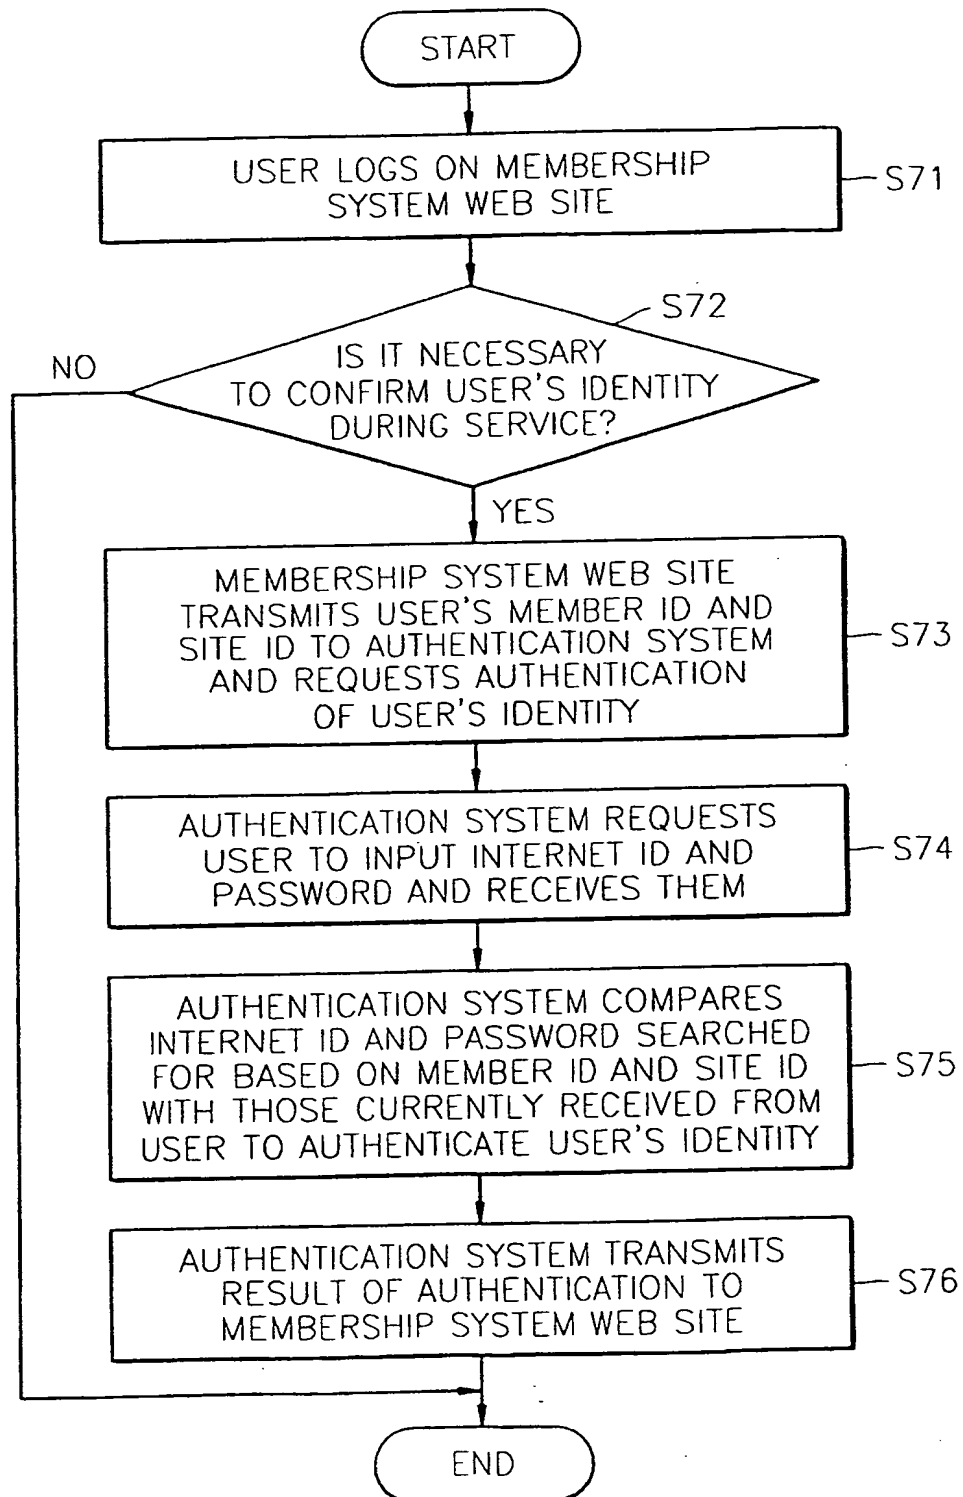 START
USER LOGS ON MEMBERSHIP
SYSTEM WEB SITE
S71
S72
IS IT NECESSARY
TO CONFIRM USER'S IDENTITY
DURING SERVICE?
NO
YES
MEMBERSHIP SYSTEM WEB SITE
TRANSMITS USER'S MEMBER ID AND
SITE ID TO AUTHENTICATION SYSTEM
AND REQUESTS AUTHENTICATION
OF USER'S IDENTITY
S73
AUTHENTICATION SYSTEM REQUESTS
USER TO INPUT INTERNET ID AND
PASSWORD AND RECEIVES THEM
S74
AUTHENTICATION SYSTEM COMPARES
INTERNET ID AND PASSWORD SEARCHED
FOR BASED ON MEMBER ID AND SITE ID
WITH THOSE CURRENTLY RECEIVED FROM
USER TO AUTHENTICATE USER'S IDENTITY
S75
AUTHENTICATION SYSTEM TRANSMITS
RESULT OF AUTHENTICATION TO
MEMBERSHIP SYSTEM WEB SITE
S76
END